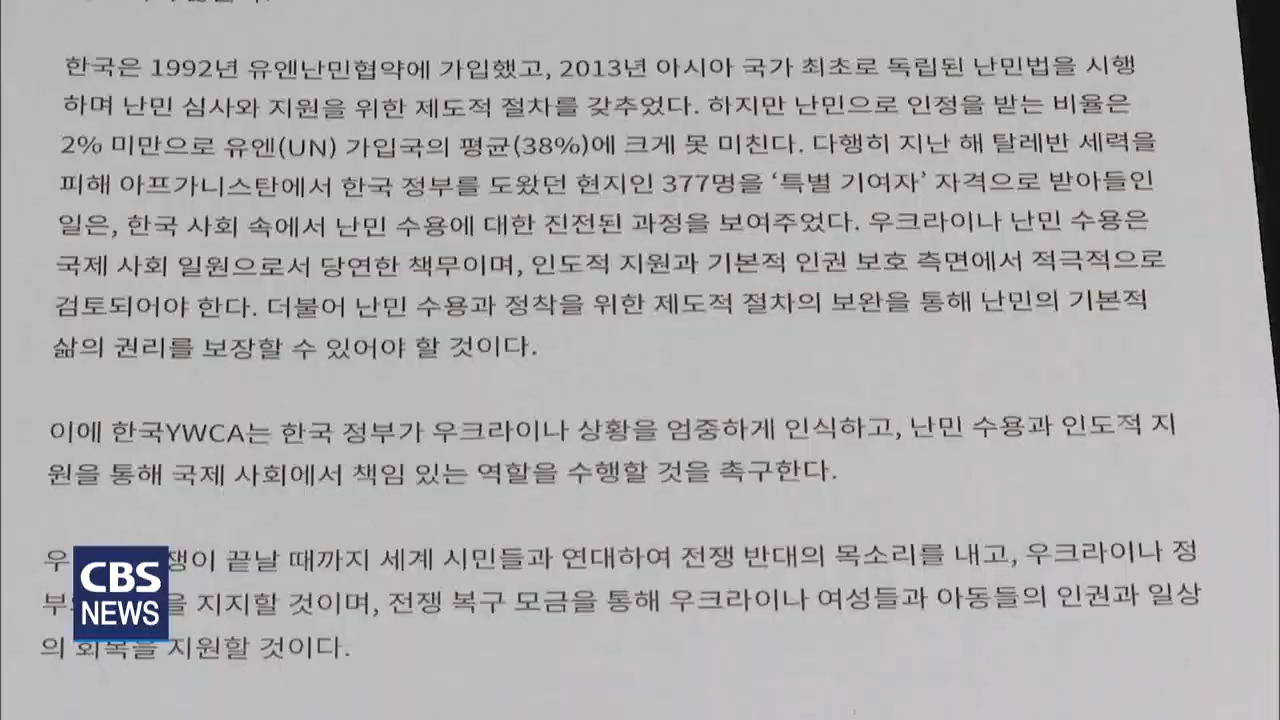 한국은 1992년 유엔난민협약에 가입했고, 2013년 아시아 국가 최초로 독립된 난민법을 시행
하며 난민 심사와 지원을 위한 제도적 절차를 갖추었다. 하지만 난민으로 인정을 받는 비율은
2% 미만으로 유엔(UN) 가입국의 평균(38%)에 크게 못 미친다. 다행히 지난 해 탈레반 세력을
피해 아프가니스탄에서 한국 정부를 도왔던 현지인 377명을 ‘특별 기여자’ 자격으로 받아들인
일은, 한국 사회 속에서 난민 수용에 대한 진전된 과정을 보여주었다. 우크라이나 난민 수용은
국제 사회 일원으로서 당연한 책무이며, 인도적 지원과 기본적 인권 보호 측면에서 적극적으로
검토되어야 한다. 더불어 난민 수용과 정착을 위한 제도적 절차의 보완을 통해 난민의 기본적
삶의 권리를 보장할 수 있어야 할 것이다.
이에 한국YWCA는 한국 정부가 우크라이나 상황을 엄중하게 인식하고, 난민 수용과 인도적 지
원을 통해 국제 사회에서 책임 있는 역할을 수행할 것을 촉구한다.
끝날 때까지 세계 시민들과 연대하여 전쟁 반대의 목소리를 내고, 우크라이나 정
지지할 것이며, 전쟁 복구 모금을 통해 우크라이나 여성들과 아동들의 인권과 일상
의 회복을 지원할 것이다.
CBS
NEWS